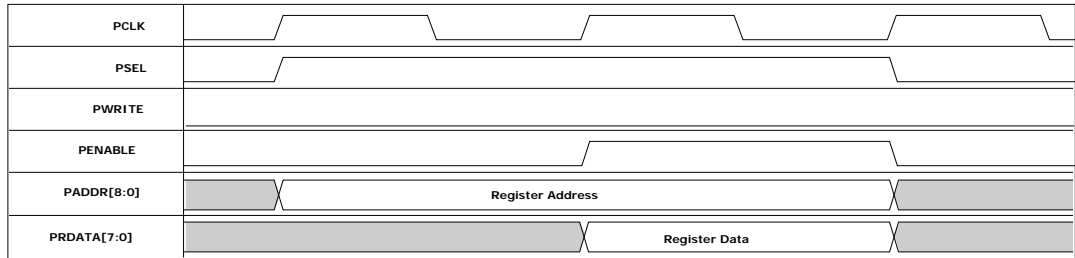 PCLK
PSEL
PWRITE
PENABLE
PADDR[8:0]
Register Address
PRDATA[7:0]
Register Data